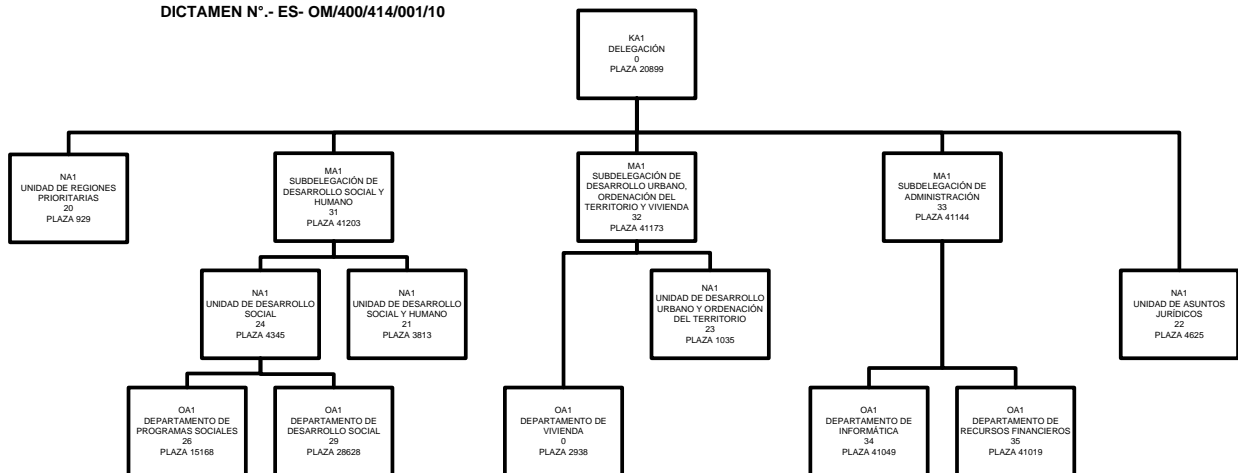 DICTAMEN N°.- ES- OM/400/414/001/10
KA1
DELEGACIÓN
0
PLAZA 20899
NA1
UNIDAD DE REGIONES
PRIORITARIAS
20
PLAZA 929
MA1
SUBDELEGACIÓN DE
DESARROLLO SOCIAL Y
HUMANO
31
PLAZA 41203
MA1
SUBDELEGACIÓN DE
DESARROLLO URBANO,
ORDENACIÓN DEL
TERRITORIO Y VIVIENDA
32
PLAZA 41173
MA1
SUBDELEGACIÓN DE
ADMINISTRACIÓN
33
PLAZA 41144
NA1
UNIDAD DE DESARROLLO
SOCIAL
24
PLAZA 4345
NA1
UNIDAD DE DESARROLLO
SOCIAL Y HUMANO
21
PLAZA 3813
NA1
UNIDAD DE DESARROLLO
URBANO Y ORDENACIÓN
DEL TERRITORIO
23
PLAZA 1035
NA1
UNIDAD DE ASUNTOS
JURÍDICOS
22
PLAZA 4625
OA1
DEPARTAMENTO DE
PROGRAMAS SOCIALES
26
PLAZA 15168
OA1
DEPARTAMENTO DE
DESARROLLO SOCIAL
29
PLAZA 28628
OA1
DEPARTAMENTO DE
VIVIENDA
0
PLAZA 2938
OA1
DEPARTAMENTO DE
INFORMÁTICA
34
PLAZA 41049
OA1
DEPARTAMENTO DE
RECURSOS FINANCIEROS
35
PLAZA 41019